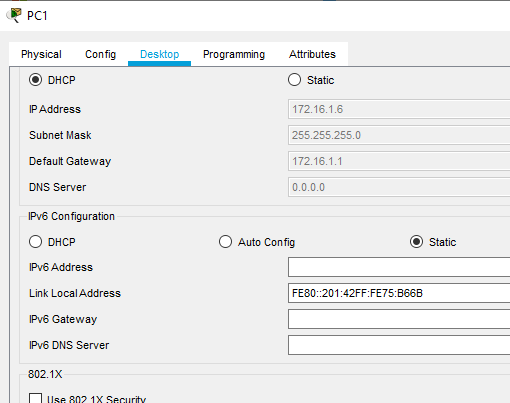 PC1
Physical Config Desktop Programming Attributes
DHCP Static
IP Address 172.16.1.6
Subnet Mask 255.255.255.0
Default Gateway 172.16.1.1
DNS Server 0.0.0.0
IPv6 Configuration
DHCP Auto Config Static
IPv6 Address
Link Local Address FE80::201:42FF:FE75:B66B
IPv6 Gateway
IPv6 DNS Server
802.1X
Use 802.1X Security